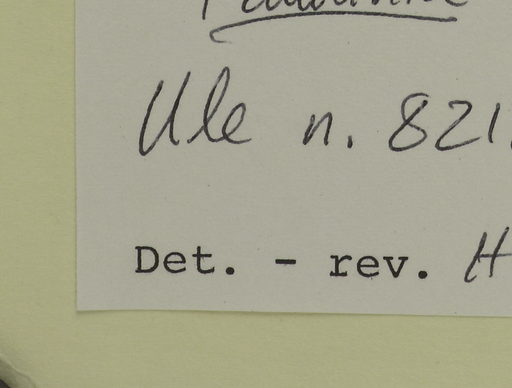 Ule n. 821.
Det. - rev. H